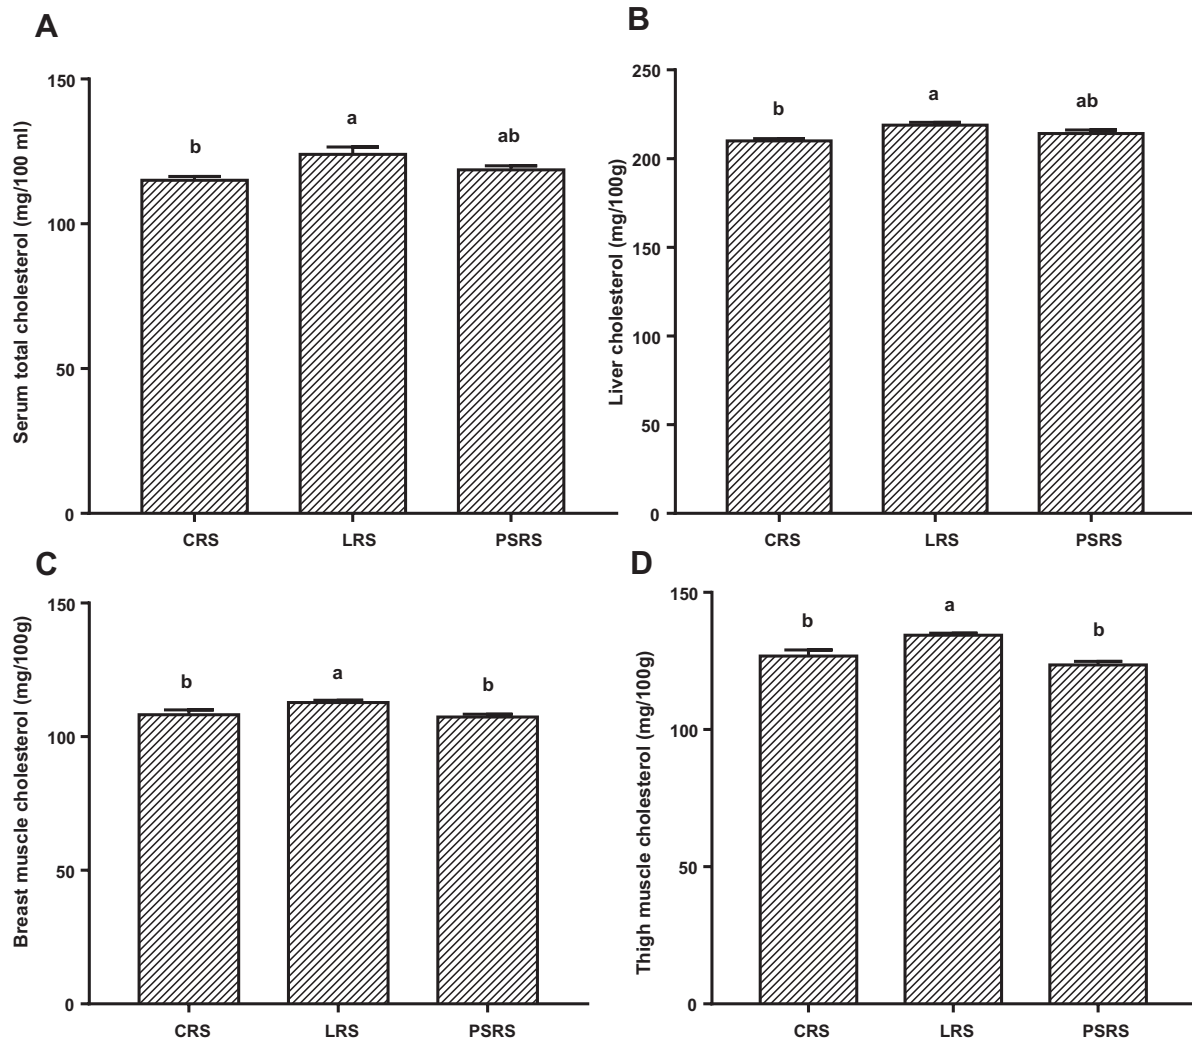 A
Serum total cholesterol (mg/100 ml)
150
100
50
0
b
a
ab
CRS
LRS
PSRS
B
Liver cholesterol (mg/100g)
250
200
150
100
50
0
b
a
ab
CRS
LRS
PSRS
C
Breast muscle cholesterol (mg/100g)
150
100
50
0
b
a
b
CRS
LRS
PSRS
D
Thigh muscle cholesterol (mg/100g)
150
100
50
0
b
a
b
CRS
LRS
PSRS